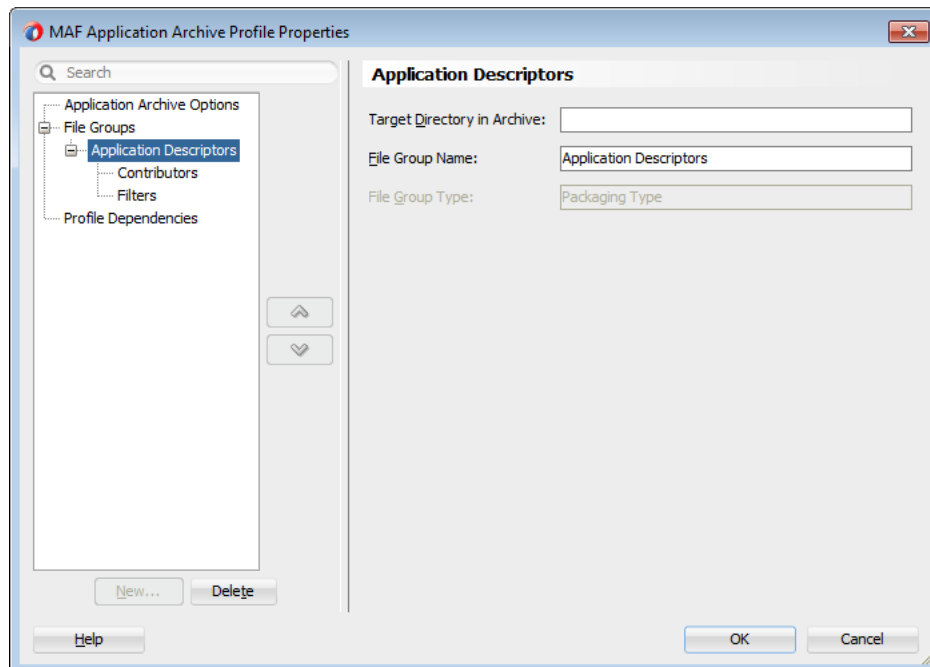 MAF Application Archive Profile Properties
Search
Application Archive Options
File Groups
Application Descriptors
Contributors
Filters
Profile Dependencies
New...
Delete
Application Descriptors
Target Directory in Archive:
File Group Name: Application Descriptors
File Group Type: Packaging Type
Help
OK
Cancel